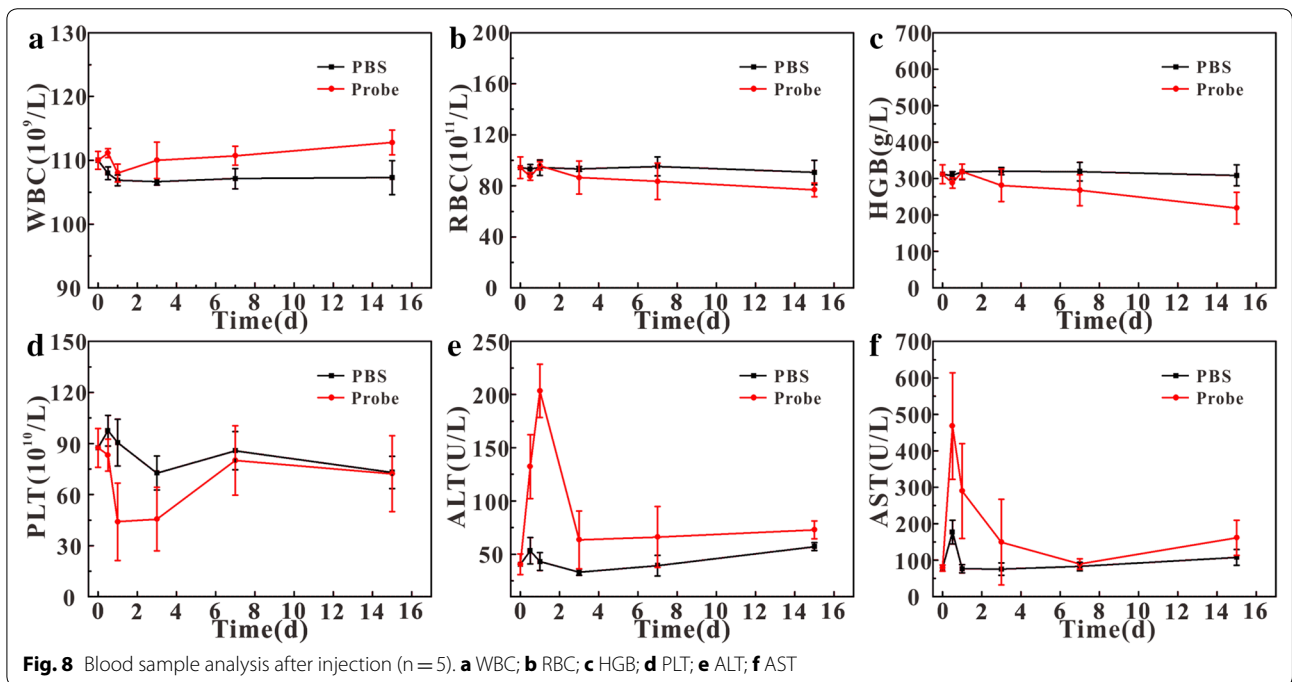 a
130
120
110
100
90
WBC(10⁹/L)
PBS
Probe
0 2 4 6 8 10 12 14 16
Time(d)
b
200
160
120
80
40
0
RBC(10¹¹/L)
PBS
Probe
0 2 4 6 8 10 12 14 16
Time(d)
c
700
600
500
400
300
200
100
0
HGB(g/L)
PBS
Probe
0 2 4 6 8 10 12 14 16
Time(d)
d
150
120
90
60
30
0
PLT(10¹⁰/L)
PBS
Probe
0 2 4 6 8 10 12 14 16
Time(d)
e
250
200
150
100
50
ALT(U/L)
PBS
Probe
0 2 4 6 8 10 12 14 16
Time(d)
f
700
600
500
400
300
200
100
0
AST(U/L)
PBS
Probe
0 2 4 6 8 10 12 14 16
Time(d)
Fig. 8 Blood sample analysis after injection (n = 5). a WBC; b RBC; c HGB; d PLT; e ALT; f AST